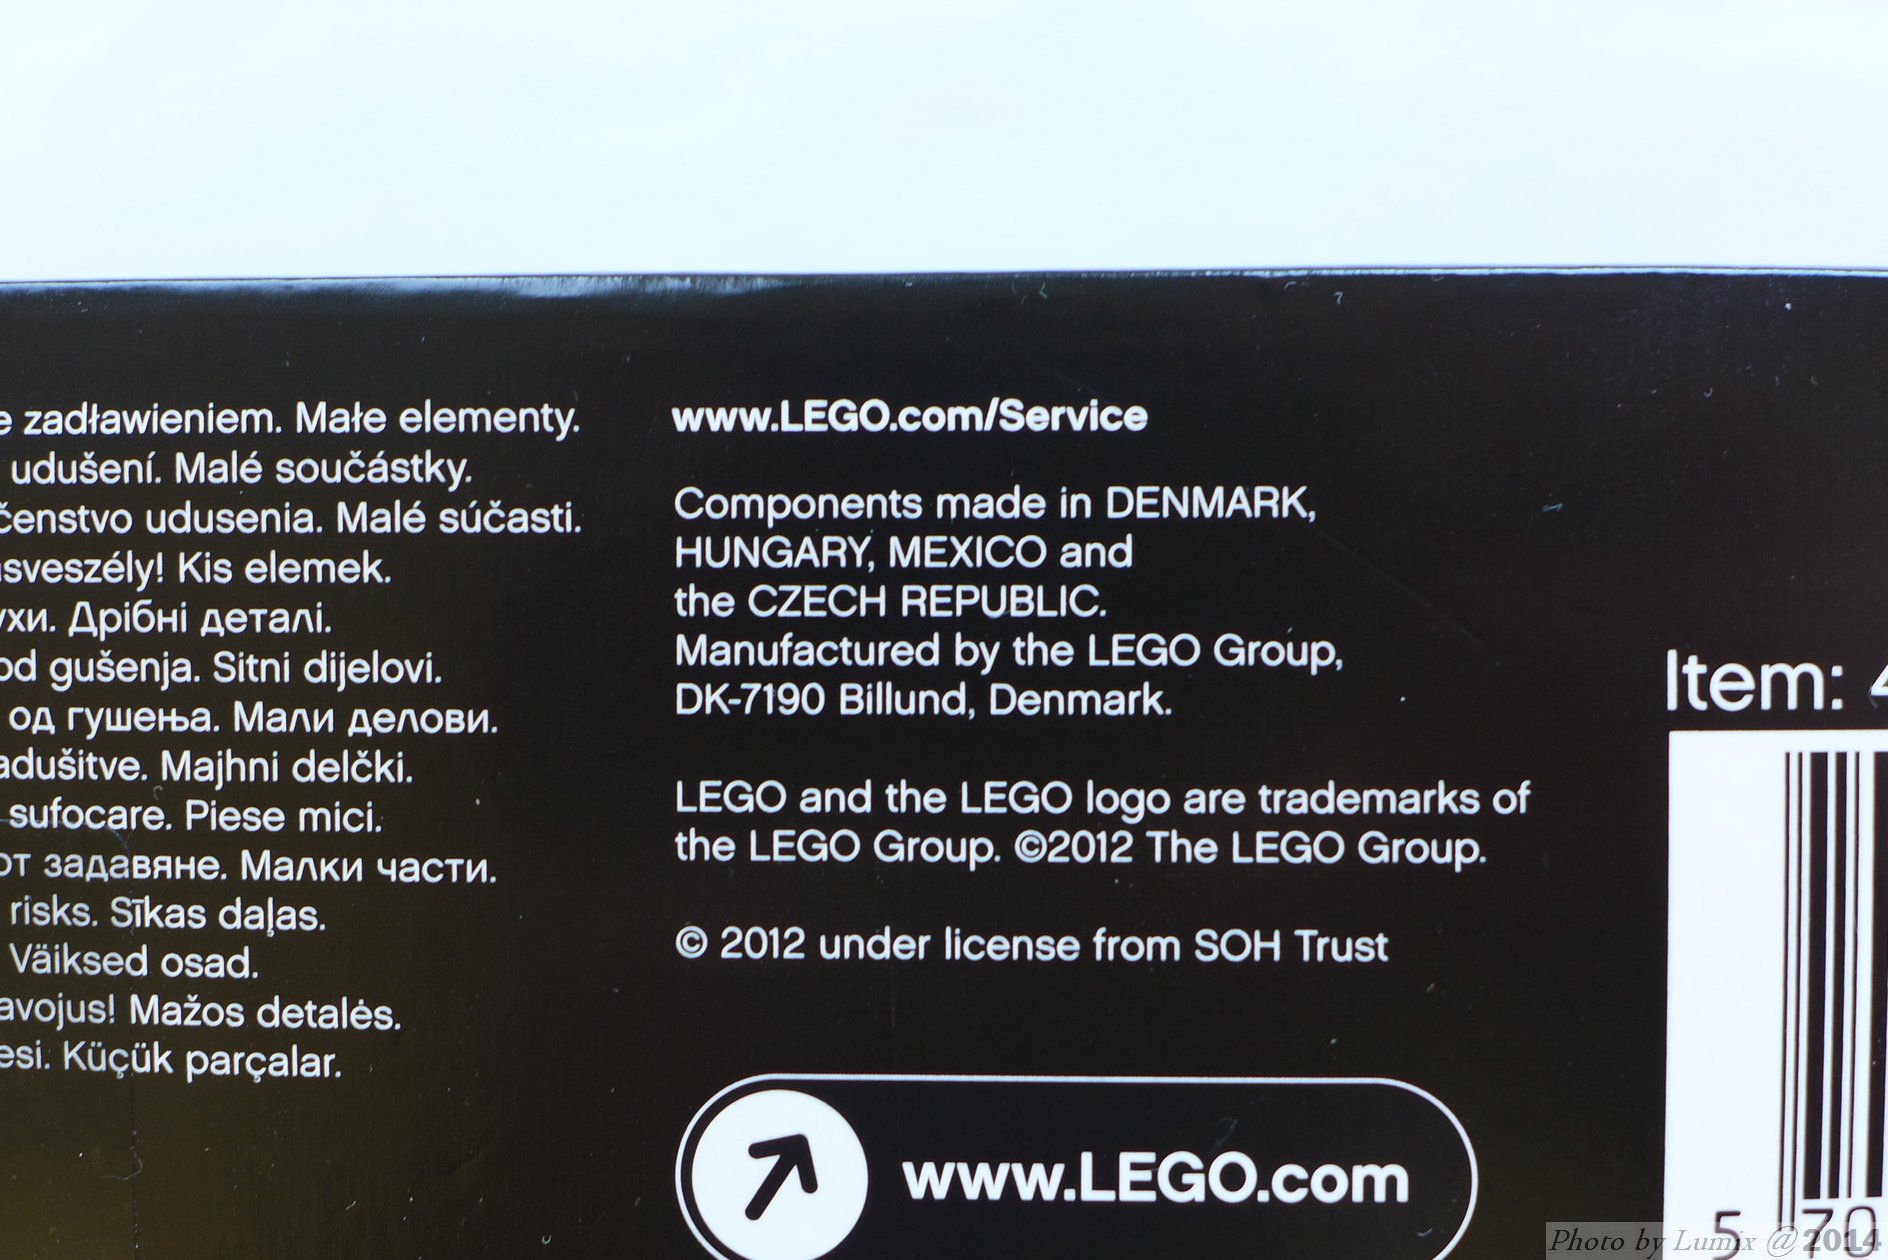 e zadławieniem. Małe elementy.
udušení. Malé součástky.
čenstvo udusenia. Malé súčasti.
sveszély! Kis elemek.
ухи. Дрібні деталі.
od gušenja. Sitni dijelovi.
од гушења. Мали делови.
adušitve. Majhni delčki.
sufocare. Piese mici.
от задавяне. Малки части.
risks. Sīkas daļas.
Väiksed osad.
avojus! Mažos detalės.
esi. Küçük parçalar.
www.LEGO.com/Service
Components made in DENMARK,
HUNGARY, MEXICO and
the CZECH REPUBLIC.
Manufactured by the LEGO Group,
DK-7190 Billund, Denmark.
LEGO and the LEGO logo are trademarks of
the LEGO Group. ©2012 The LEGO Group.
© 2012 under license from SOH Trust
www.LEGO.com
Item:
5 70
Photo by Lumix @ 2014